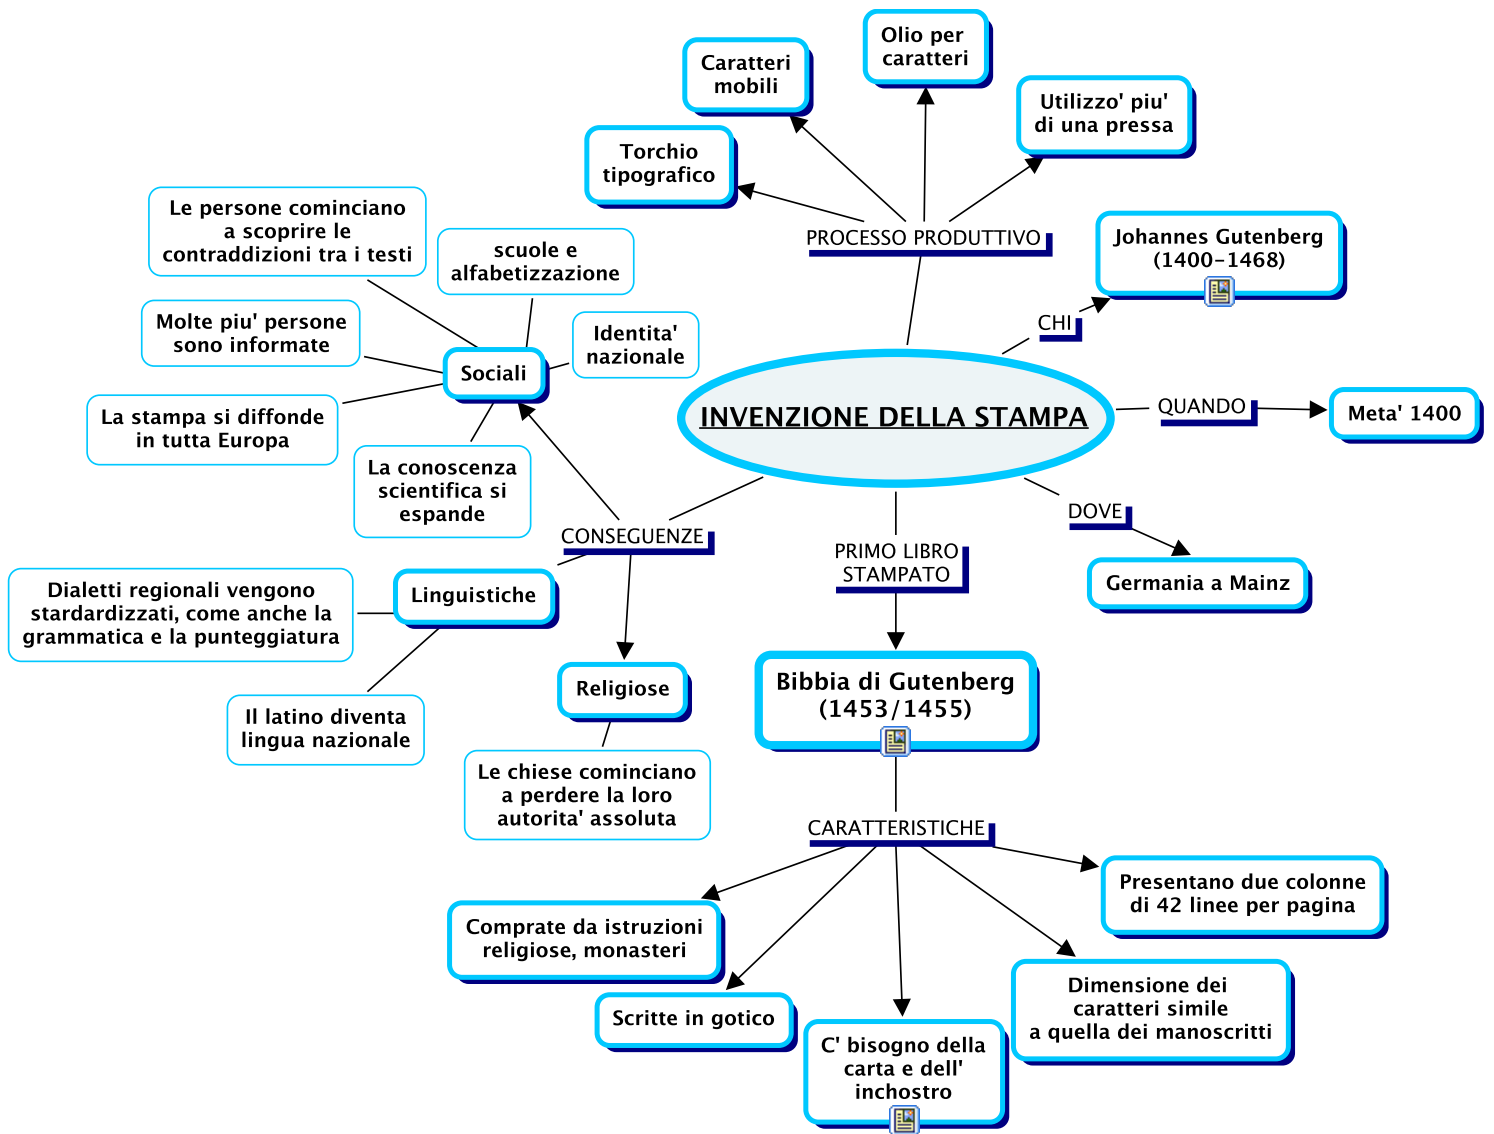 Olio per
caratteri
Caratteri
mobili
Utilizzo' piu'
di una pressa
Torchio
tipografico
PROCESSO PRODUTTIVO
Le persone cominciano
a scoprire le
contraddizioni tra i testi
scuole e
alfabetizzazione
Johannes Gutenberg
(1400-1468)
CHI
Molte piu' persone
sono informate
Identita'
nazionale
Sociali
INVENZIONE DELLA STAMPA
QUANDO
Meta' 1400
La stampa si diffonde
in tutta Europa
La conoscenza
scientifica si
espande
CONSEGUENZE
DOVE
Germania a Mainz
PRIMO LIBRO
STAMPATO
Linguistiche
Dialetti regionali vengono
stardardizzati, come anche la
grammatica e la punteggiatura
Il latino diventa
lingua nazionale
Religiose
Le chiese cominciano
a perdere la loro
autorita' assoluta
Bibbia di Gutenberg
(1453/1455)
CARATTERISTICHE
Presentano due colonne
di 42 linee per pagina
Comprate da istruzioni
religiose, monasteri
Scritte in gotico
C' bisogno della
carta e dell'
inchostro
Dimensione dei
caratteri simile
a quella dei manoscritti